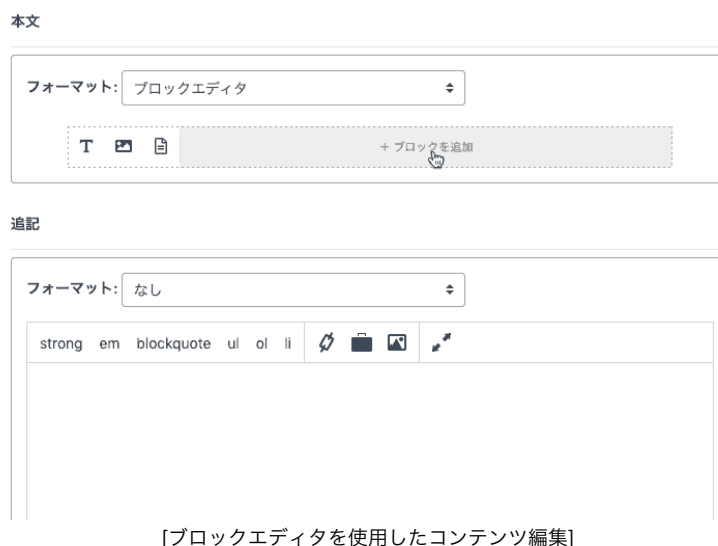 本文
フォーマット: ブロックエディタ
T + ブロックを追加
追記
フォーマット: なし
strong em blockquote ul ol li
[ブロックエディタを使用したコンテンツ編集]